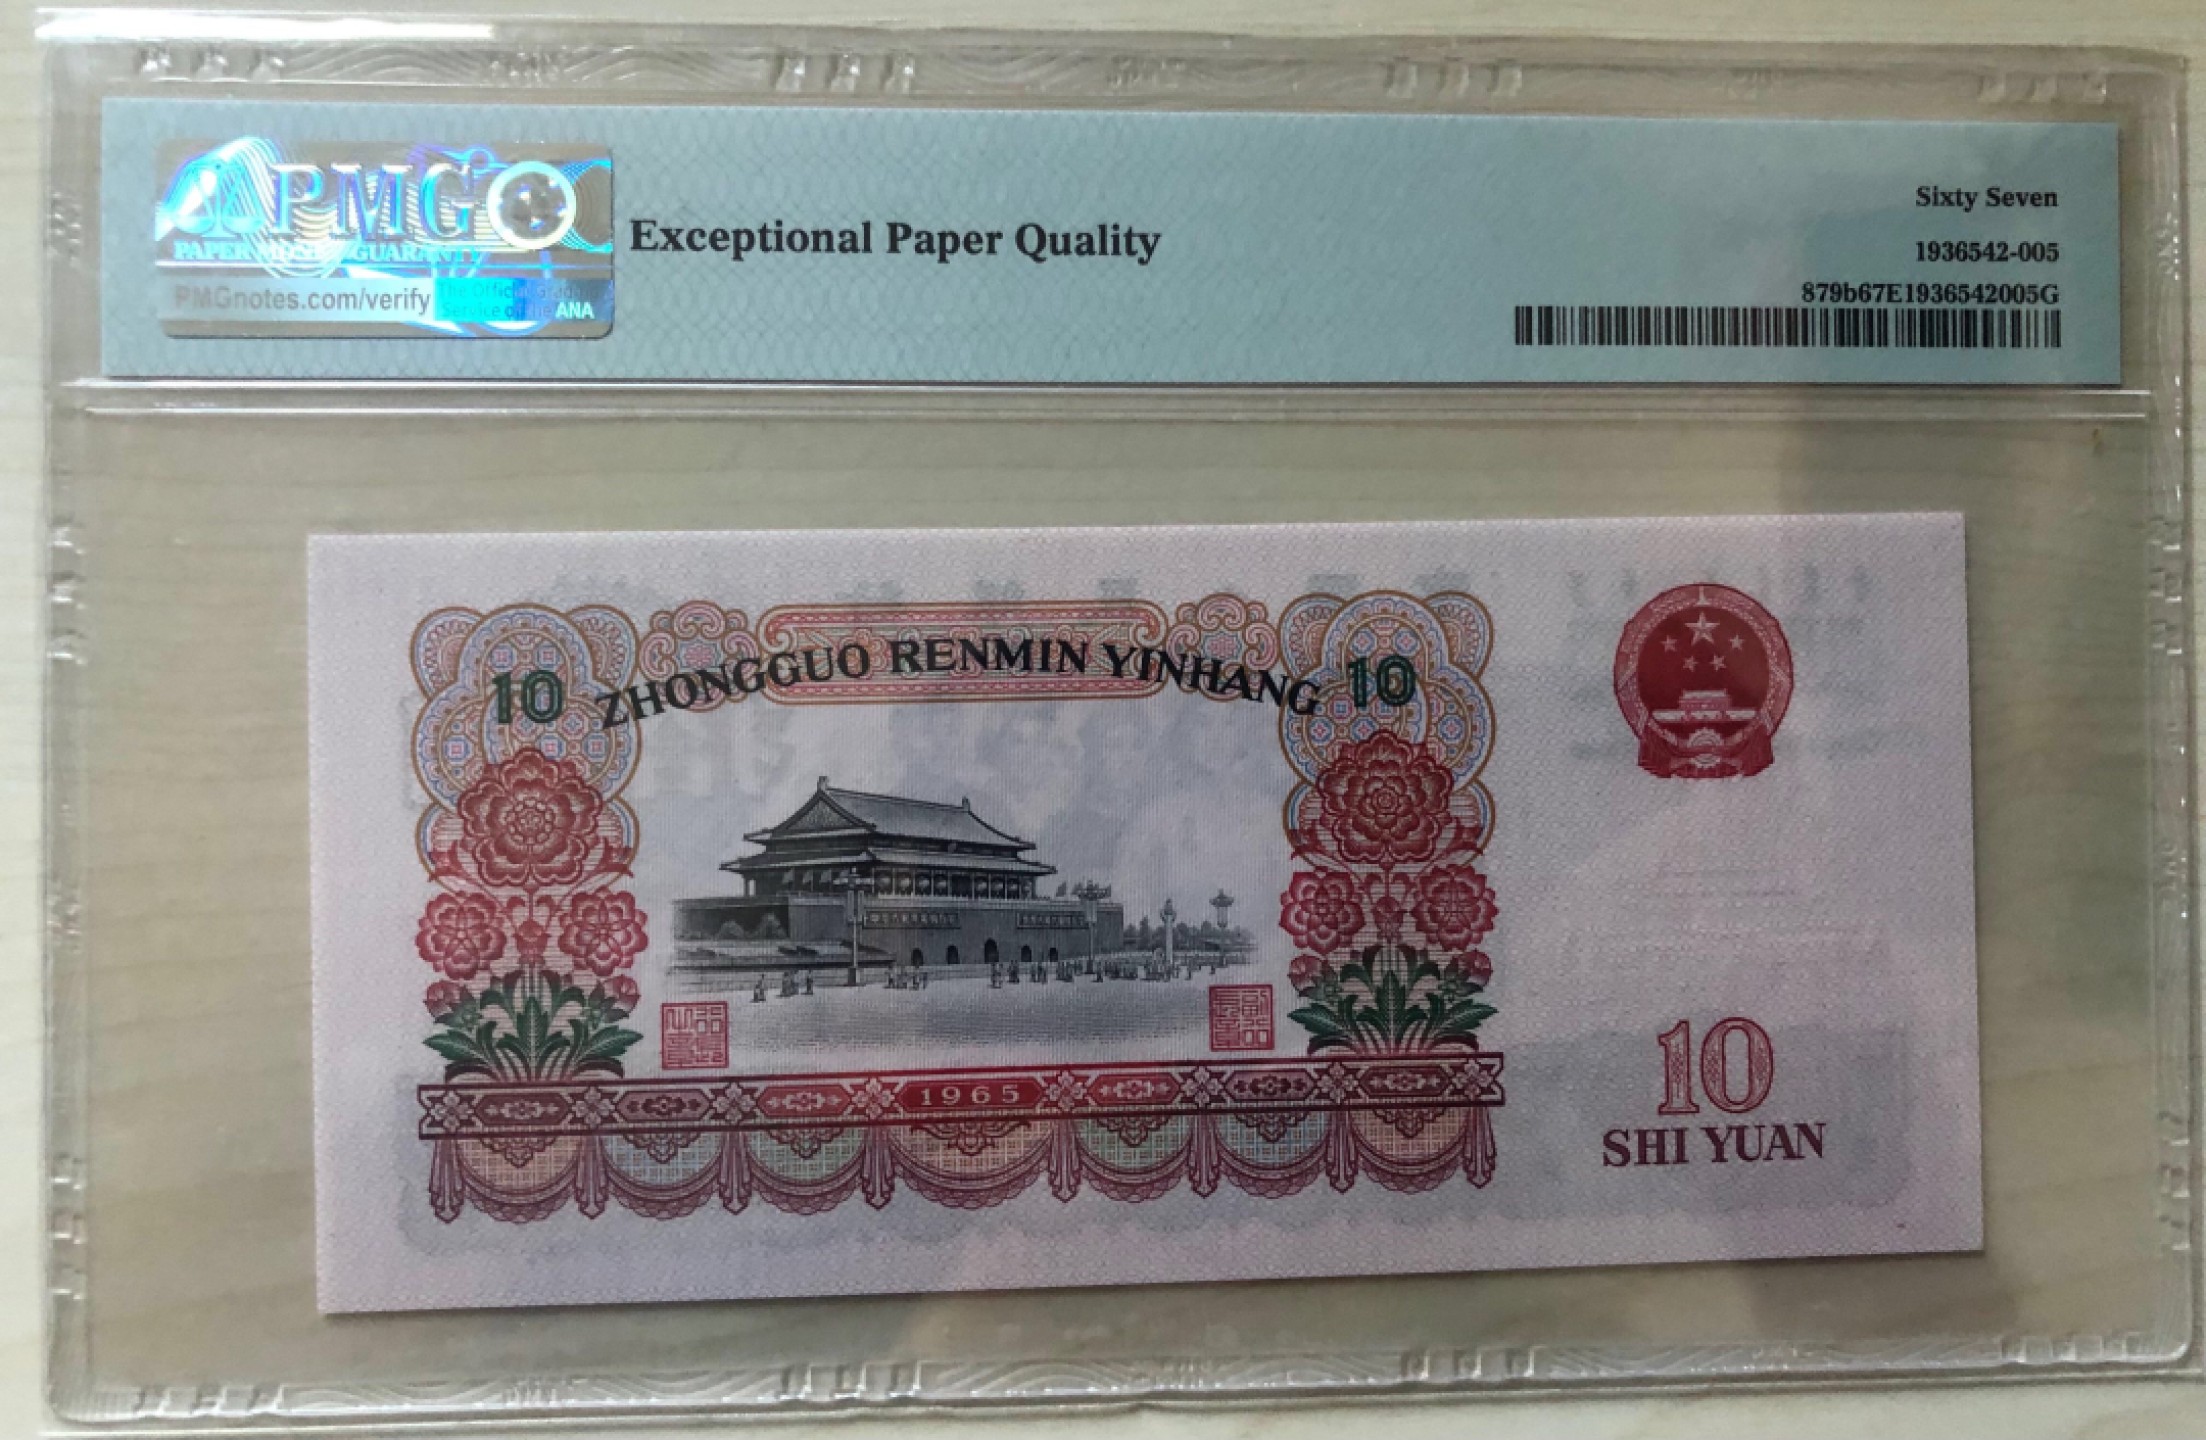 PMG
PAPER MONEY GUARANTY
PMGnotes.com/verify
The Official Grading
Service of the ANA
Exceptional Paper Quality
Sixty Seven
1936542-005
879b67E1936542005G
10 ZHONGGUO RENMIN YINHANG 10
1965
10
SHI YUAN